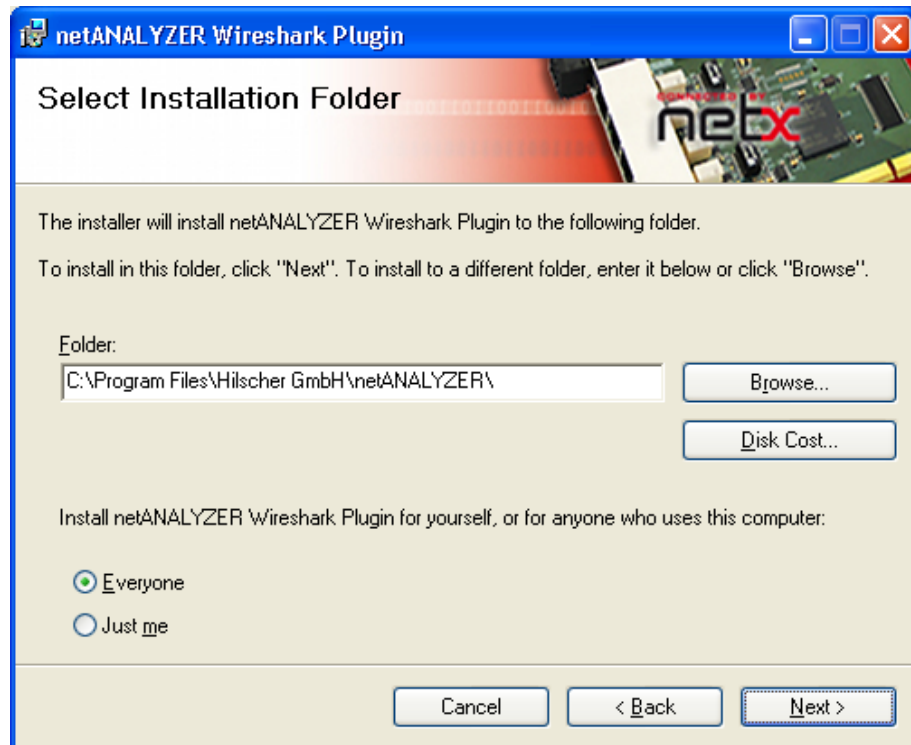 netANALYZER Wireshark Plugin
Select Installation Folder
CONNECTED BY
netX
The installer will install netANALYZER Wireshark Plugin to the following folder.
To install in this folder, click "Next". To install to a different folder, enter it below or click "Browse".
Folder:
C:\Program Files\Hilscher GmbH\netANALYZER\
Browse...
Disk Cost...
Install netANALYZER Wireshark Plugin for yourself, or for anyone who uses this computer:
Everyone
Just me
Cancel
< Back
Next >